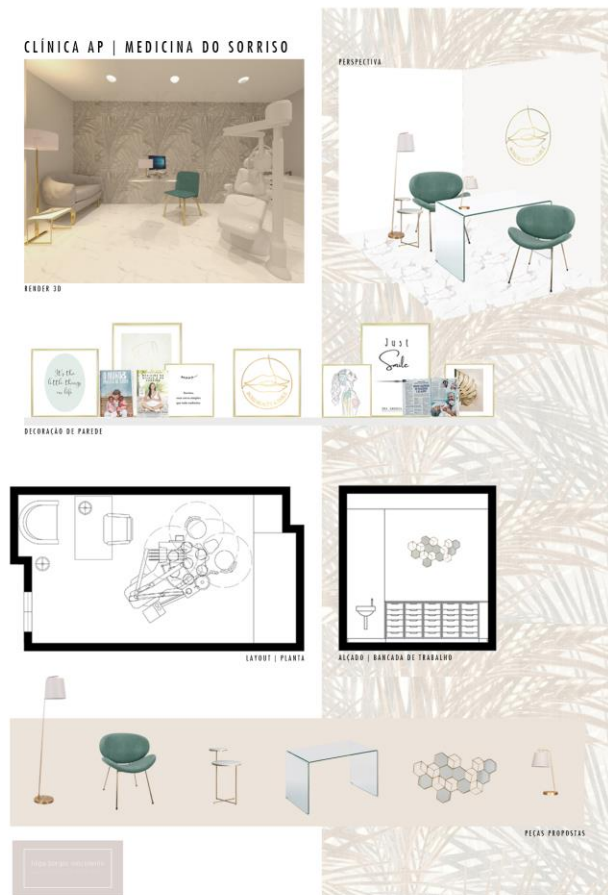 CLÍNICA AP | MEDICINA DO SORRISO
PERSPECTIVA
RENDER 3D
It's the
little things
in life
Just
Smile
DECORAÇÃO DE PAREDE
LAYOUT | PLANTA
ALÇADO | BANCADA DE TRABALHO
PEÇAS PROPOSTAS